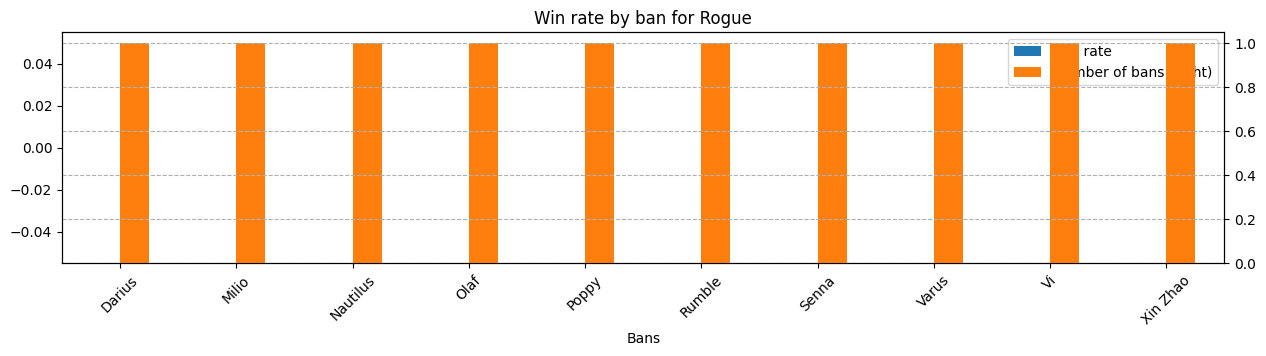 Win rate by ban for Rogue
rate
mber of bans
ht)
0.04
0.02
0.00
−0.02
−0.04
1.0
0.8
0.6
0.4
0.2
0.0
Darius
Milio
Nautilus
Olaf
Poppy
Rumble
Senna
Varus
Vi
Xin Zhao
Bans